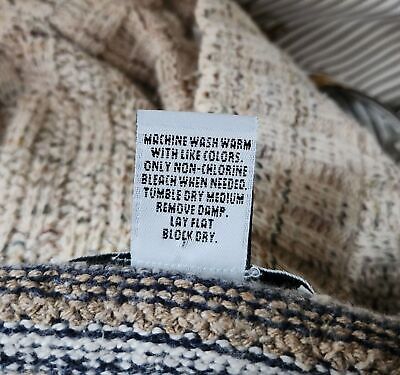 MACHINE WASH WARM
WITH LIKE COLORS.
ONLY NON-CHLORINE
BLEACH WHEN NEEDED.
TUMBLE DRY MEDIUM
REMOVE DAMP.
LAY FLAT
BLOCK DRY.